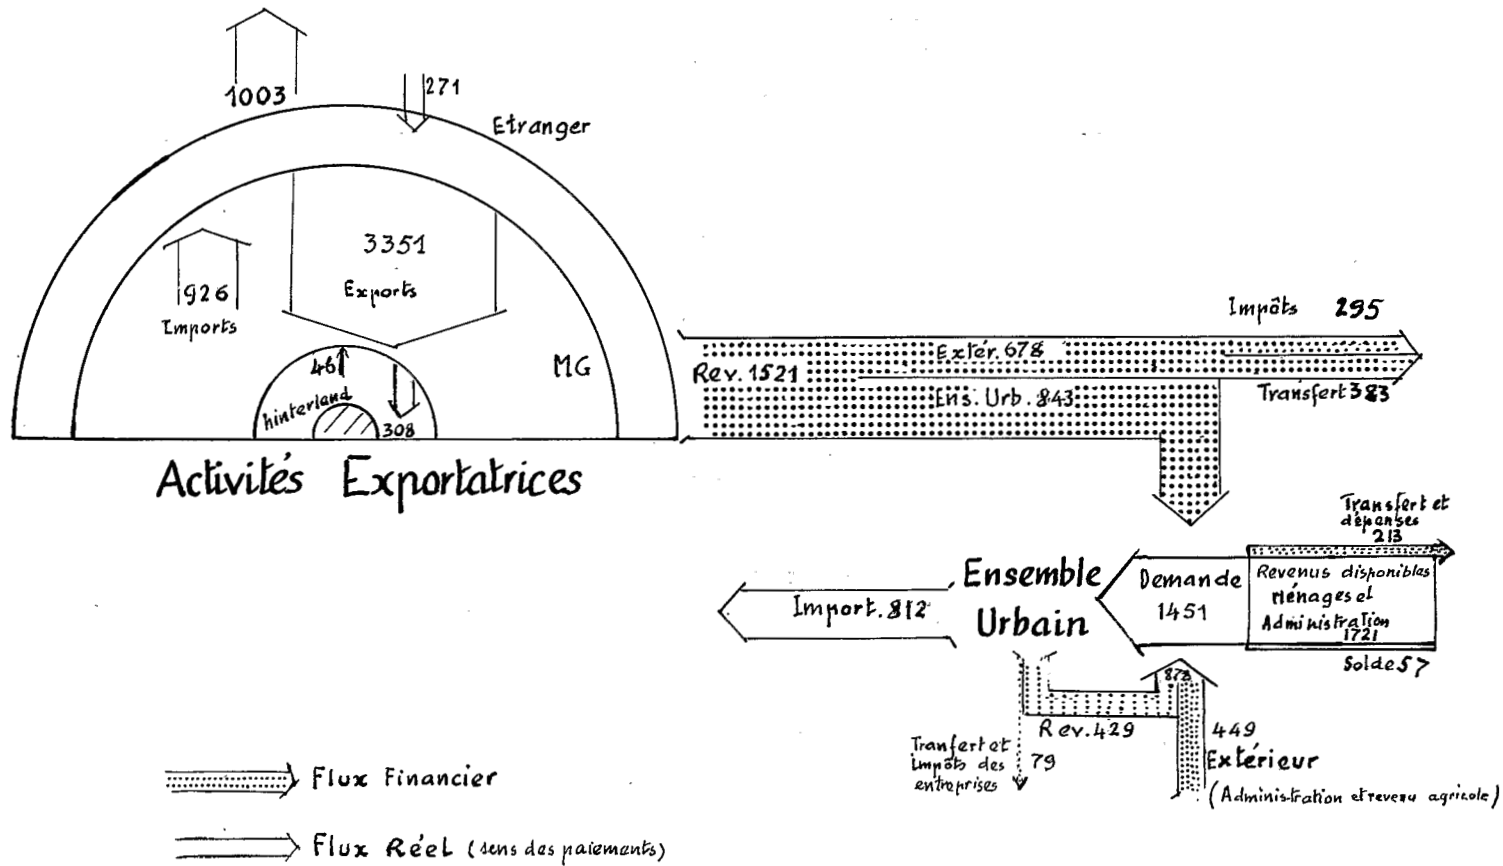 1003
271
Etranger
3351
Exports
926
Imports
MG
46
hinterland
308
Activités Exportatrices
Impôts 295
Extér. 678
Rev. 1521
Ens. Urb. 843
Transfert 383
Transfert et
dépenses
213
Ensemble
Urbain
Demande
1451
Revenus disponibles
Ménages et
Administration
1721
Solde 57
Import. 812
878
Rev. 429
449
Extérieur
(Administration et revenu agricole)
Tranfert et
impôts des
entreprises
79
Flux Financier
Flux Réel (sens des paiements)